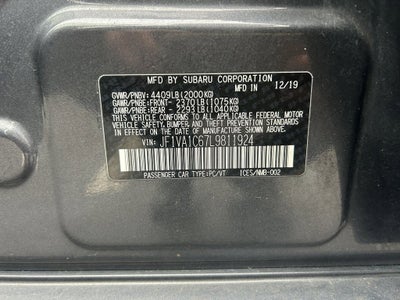 MFD BY SUBARU CORPORATION 12/19
GVWR/PNBV: 4409LB(2000KG)
GAWR/PNBE:FRONT- 2370LB(1075KG)
GAWR/PNBE:REAR - 2293LB(1040KG)
THIS VEHICLE CONFORMS TO ALL APPLICABLE FEDERAL MOTOR
VEHICLE SAFETY, BUMPER, AND THEFT PREVENTION STANDARDS
IN EFFECT ON THE DATE OF MANUFACTURE SHOWN ABOVE.
VIN: JF1VA1C67L9811924
PASSENGER CAR TYPE:PC/VT ICES/NMB-002